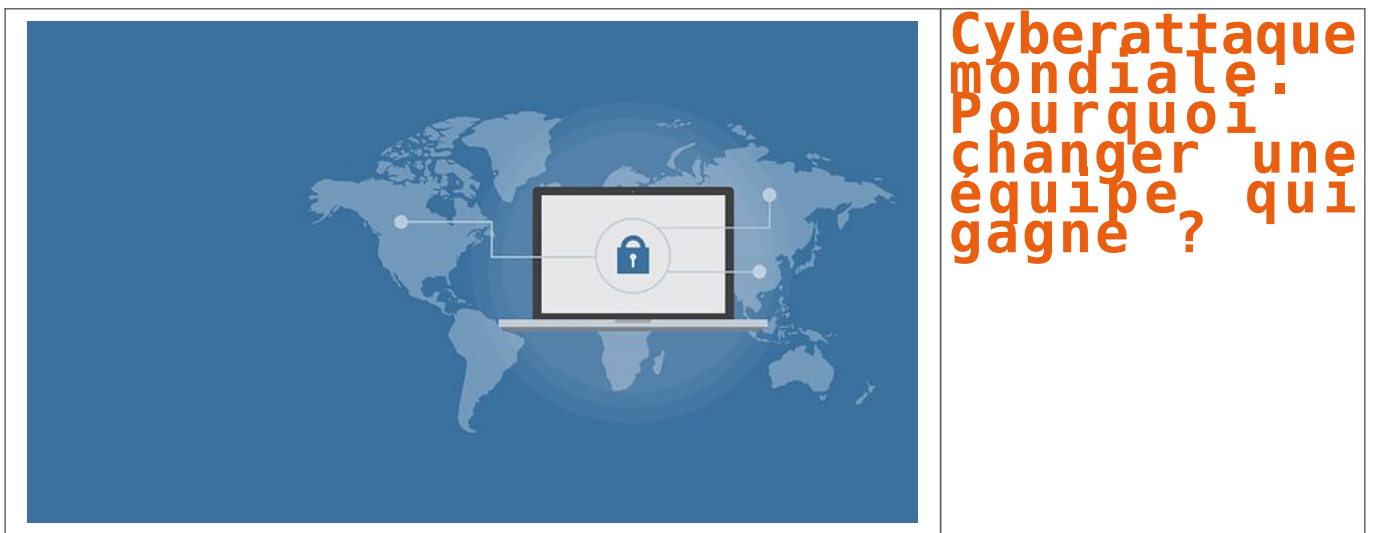 Cyberattaque
mondiale.
Pourquoi
changer une
équipe qui
gagne ?